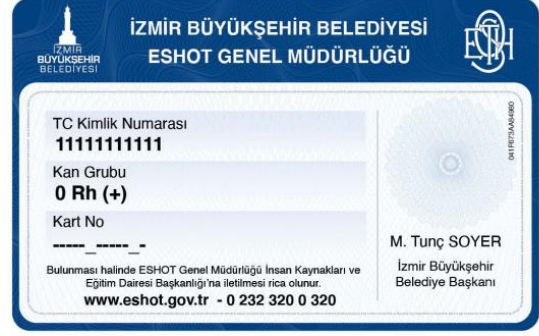 İZMİR BÜYÜKŞEHİR BELEDİYESİ
ESHOT GENEL MÜDÜRLÜĞÜ
İZMİR
BÜYÜKŞEHİR
BELEDİYESİ
TC Kimlik Numarası
11111111111
Kan Grubu
0 Rh (+)
Kart No
-----_-----_-
Bulunması halinde ESHOT Genel Müdürlüğü İnsan Kaynakları ve
Eğitim Dairesi Başkanlığı'na iletilmesi rica olunur.
www.eshot.gov.tr - 0 232 320 0 320
041F673AA64980
M. Tunç SOYER
İzmir Büyükşehir
Belediye Başkanı